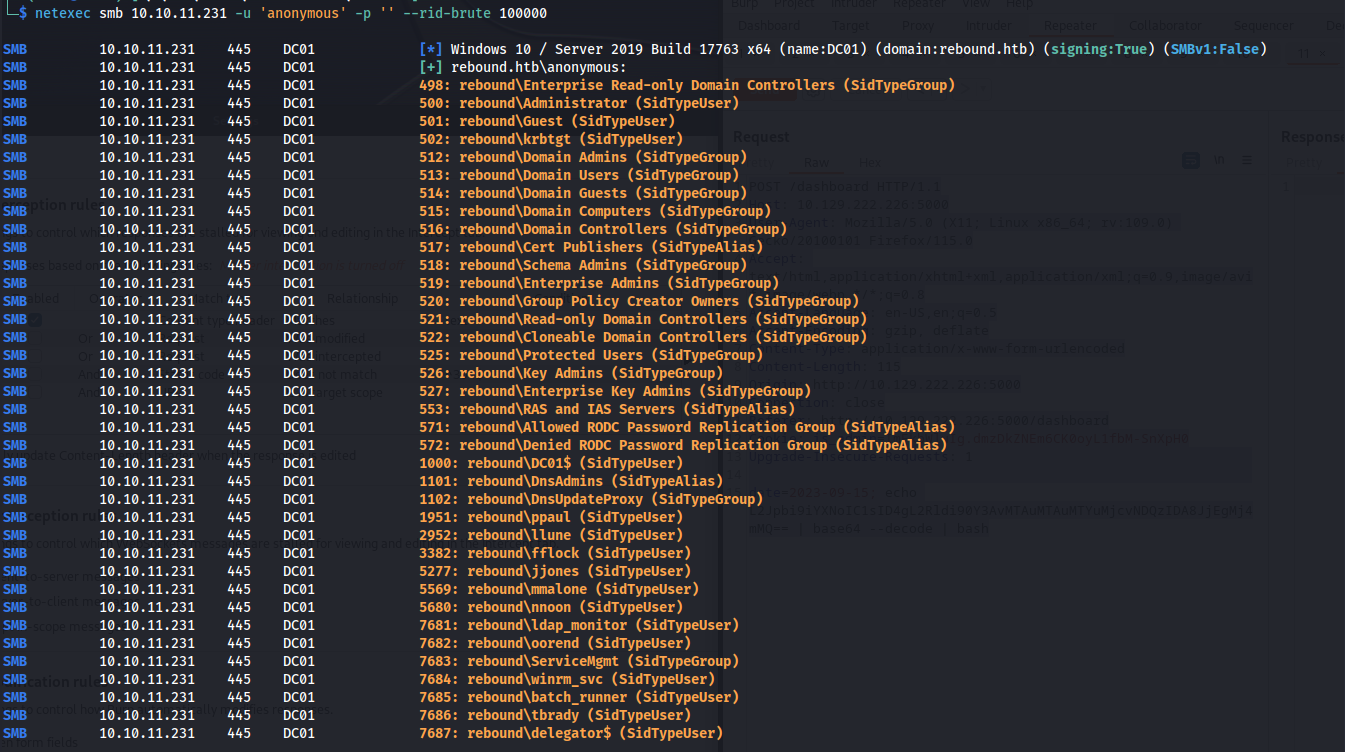 └─$ netexec smb 10.10.11.231 -u 'anonymous' -p '' --rid-brute 100000
SMB 10.10.11.231 445 DC01 [*] Windows 10 / Server 2019 Build 17763 x64 (name:DC01) (domain:rebound.htb) (signing:True) (SMBv1:False)
SMB 10.10.11.231 445 DC01 [+] rebound.htb\anonymous:
SMB 10.10.11.231 445 DC01 498: rebound\Enterprise Read-only Domain Controllers (SidTypeGroup)
SMB 10.10.11.231 445 DC01 500: rebound\Administrator (SidTypeUser)
SMB 10.10.11.231 445 DC01 501: rebound\Guest (SidTypeUser)
SMB 10.10.11.231 445 DC01 502: rebound\krbtgt (SidTypeUser)
SMB 10.10.11.231 445 DC01 512: rebound\Domain Admins (SidTypeGroup)
SMB 10.10.11.231 445 DC01 513: rebound\Domain Users (SidTypeGroup)
SMB 10.10.11.231 445 DC01 514: rebound\Domain Guests (SidTypeGroup)
SMB 10.10.11.231 445 DC01 515: rebound\Domain Computers (SidTypeGroup)
SMB 10.10.11.231 445 DC01 516: rebound\Domain Controllers (SidTypeGroup)
SMB 10.10.11.231 445 DC01 517: rebound\Cert Publishers (SidTypeAlias)
SMB 10.10.11.231 445 DC01 518: rebound\Schema Admins (SidTypeGroup)
SMB 10.10.11.231 445 DC01 519: rebound\Enterprise Admins (SidTypeGroup)
SMB 10.10.11.231 445 DC01 520: rebound\Group Policy Creator Owners (SidTypeGroup)
SMB 10.10.11.231 445 DC01 521: rebound\Read-only Domain Controllers (SidTypeGroup)
SMB 10.10.11.231 445 DC01 522: rebound\Cloneable Domain Controllers (SidTypeGroup)
SMB 10.10.11.231 445 DC01 525: rebound\Protected Users (SidTypeGroup)
SMB 10.10.11.231 445 DC01 526: rebound\Key Admins (SidTypeGroup)
SMB 10.10.11.231 445 DC01 527: rebound\Enterprise Key Admins (SidTypeGroup)
SMB 10.10.11.231 445 DC01 553: rebound\RAS and IAS Servers (SidTypeAlias)
SMB 10.10.11.231 445 DC01 571: rebound\Allowed RODC Password Replication Group (SidTypeAlias)
SMB 10.10.11.231 445 DC01 572: rebound\Denied RODC Password Replication Group (SidTypeAlias)
SMB 10.10.11.231 445 DC01 1000: rebound\DC01$ (SidTypeUser)
SMB 10.10.11.231 445 DC01 1101: rebound\DnsAdmins (SidTypeAlias)
SMB 10.10.11.231 445 DC01 1102: rebound\DnsUpdateProxy (SidTypeGroup)
SMB 10.10.11.231 445 DC01 1951: rebound\ppaul (SidTypeUser)
SMB 10.10.11.231 445 DC01 2952: rebound\llune (SidTypeUser)
SMB 10.10.11.231 445 DC01 3382: rebound\fflock (SidTypeUser)
SMB 10.10.11.231 445 DC01 5277: rebound\jjones (SidTypeUser)
SMB 10.10.11.231 445 DC01 5569: rebound\mmalone (SidTypeUser)
SMB 10.10.11.231 445 DC01 5680: rebound\nnoon (SidTypeUser)
SMB 10.10.11.231 445 DC01 7681: rebound\ldap_monitor (SidTypeUser)
SMB 10.10.11.231 445 DC01 7682: rebound\oorend (SidTypeUser)
SMB 10.10.11.231 445 DC01 7683: rebound\ServiceMgmt (SidTypeGroup)
SMB 10.10.11.231 445 DC01 7684: rebound\winrm_svc (SidTypeUser)
SMB 10.10.11.231 445 DC01 7685: rebound\batch_runner (SidTypeUser)
SMB 10.10.11.231 445 DC01 7686: rebound\tbrady (SidTypeUser)
SMB 10.10.11.231 445 DC01 7687: rebound\delegator$ (SidTypeUser)
Burp Project Intruder Repeater View Help
Dashboard Target Proxy Intruder Repeater Collaborator Sequencer
Request
Response
Raw Hex